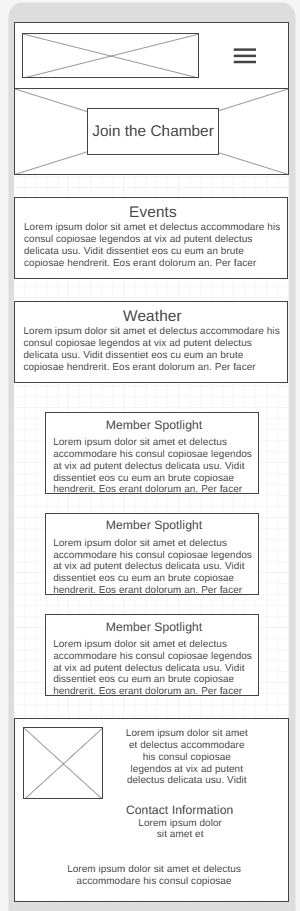 Join the Chamber
Events
Lorem ipsum dolor sit amet et delectus accommodare his
consul copiosae legendos at vix ad putent delectus
delicata usu. Vidit dissentiet eos cu eum an brute
copiosae hendrerit. Eos erant dolorum an. Per facer
Weather
Lorem ipsum dolor sit amet et delectus accommodare his
consul copiosae legendos at vix ad putent delectus
delicata usu. Vidit dissentiet eos cu eum an brute
copiosae hendrerit. Eos erant dolorum an. Per facer
Member Spotlight
Lorem ipsum dolor sit amet et delectus
accommodare his consul copiosae legendos
at vix ad putent delectus delicata usu. Vidit
dissentiet eos cu eum an brute copiosae
hendrerit. Eos erant dolorum an. Per facer
Member Spotlight
Lorem ipsum dolor sit amet et delectus
accommodare his consul copiosae legendos
at vix ad putent delectus delicata usu. Vidit
dissentiet eos cu eum an brute copiosae
hendrerit. Eos erant dolorum an. Per facer
Member Spotlight
Lorem ipsum dolor sit amet et delectus
accommodare his consul copiosae legendos
at vix ad putent delectus delicata usu. Vidit
dissentiet eos cu eum an brute copiosae
hendrerit. Eos erant dolorum an. Per facer
Lorem ipsum dolor sit amet
et delectus accommodare
his consul copiosae
legendos at vix ad putent
delectus delicata usu. Vidit
Contact Information
Lorem ipsum dolor
sit amet et
Lorem ipsum dolor sit amet et delectus
accommodare his consul copiosae